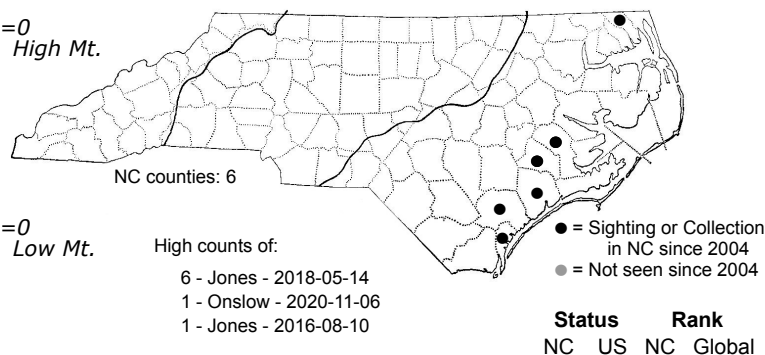 =0
High Mt.
NC counties: 6
=0
Low Mt.
High counts of:
6 - Jones - 2018-05-14
1 - Onslow - 2020-11-06
1 - Jones - 2016-08-10
● = Sighting or Collection
in NC since 2004
● = Not seen since 2004
Status Rank
NC US NC Global